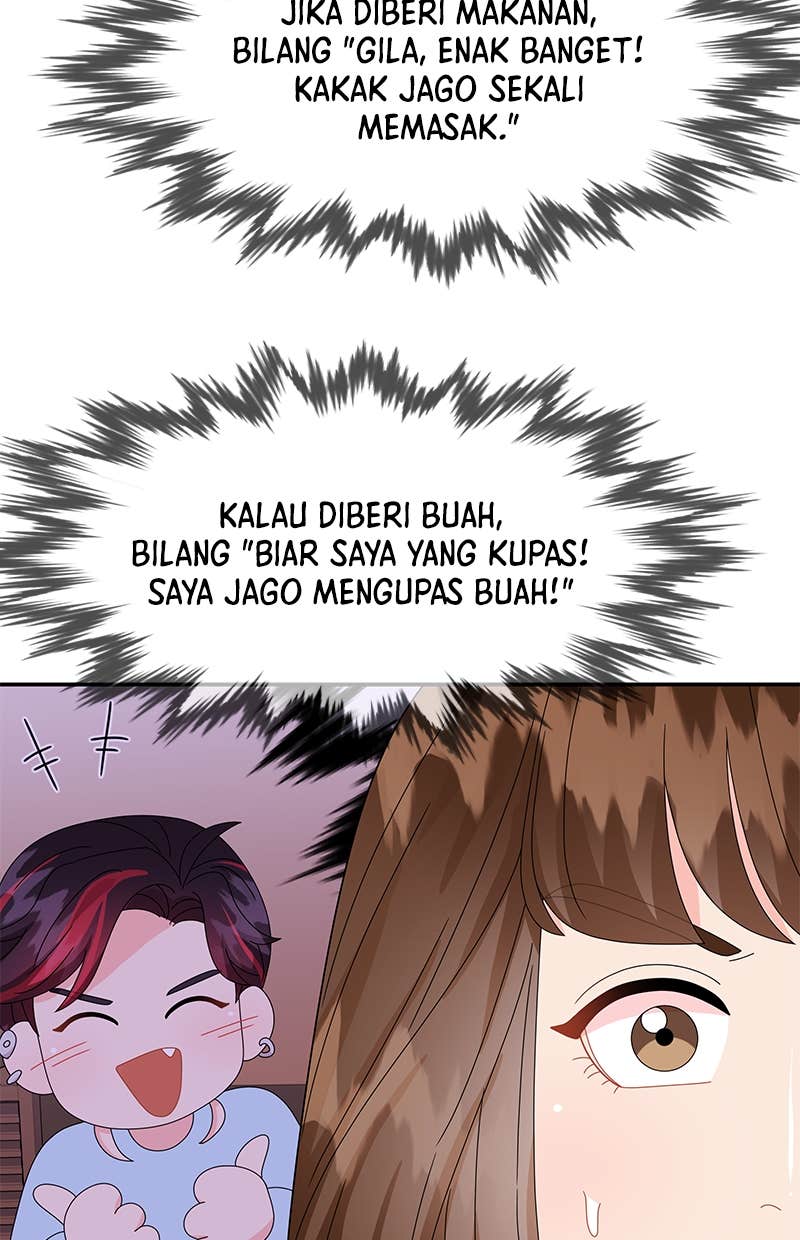 JIKA DIBERI MAKANAN,
BILANG "GILA, ENAK BANGET!
KAKAK JAGO SEKALI
MEMASAK."
KALAU DIBERI BUAH,
BILANG "BIAR SAYA YANG KUPAS!
SAYA JAGO MENGUPAS BUAH!"